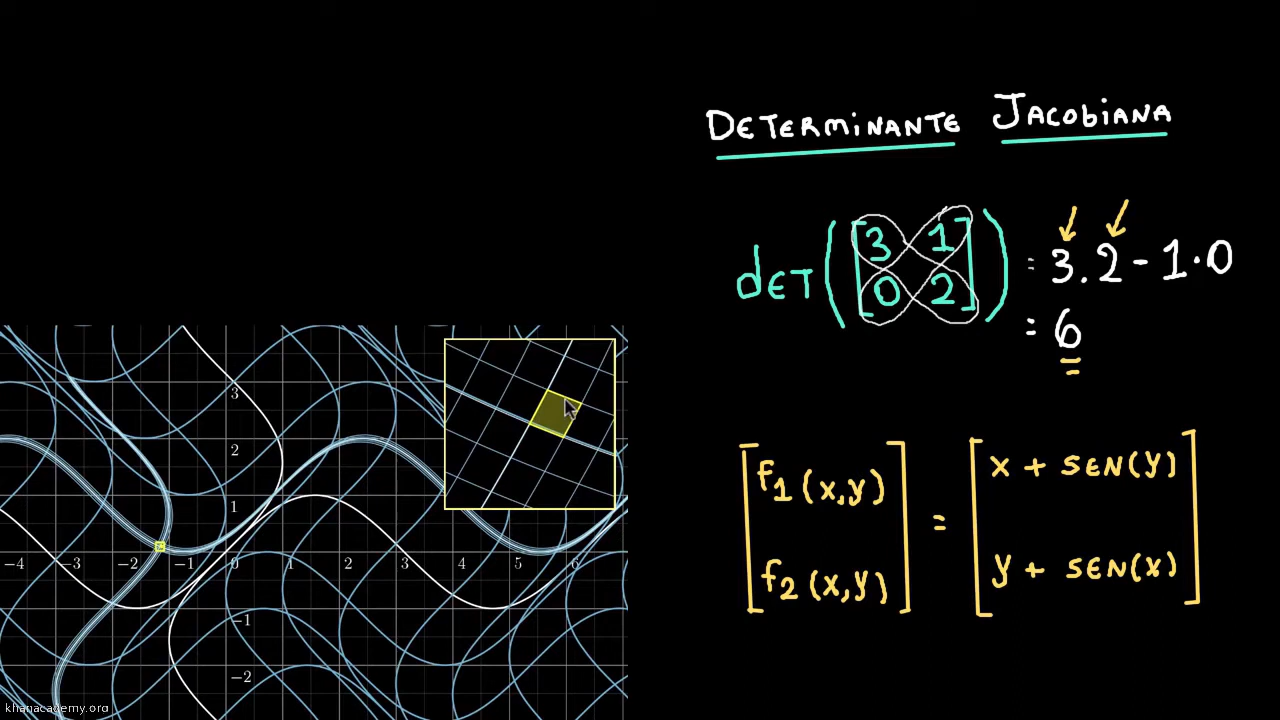 DETERMINANTE JACOBIANA
dET([3 1] = 3.2 - 1·0
[0 2])
= 6
[f1(x,y)] = [x + SEN(y)]
[f2(x,y)] [y + SEN(x)]
3
2
1
−4 −3 −2 −1 0 1 2 3 4 5 6
−1
−2
khanacademy.org